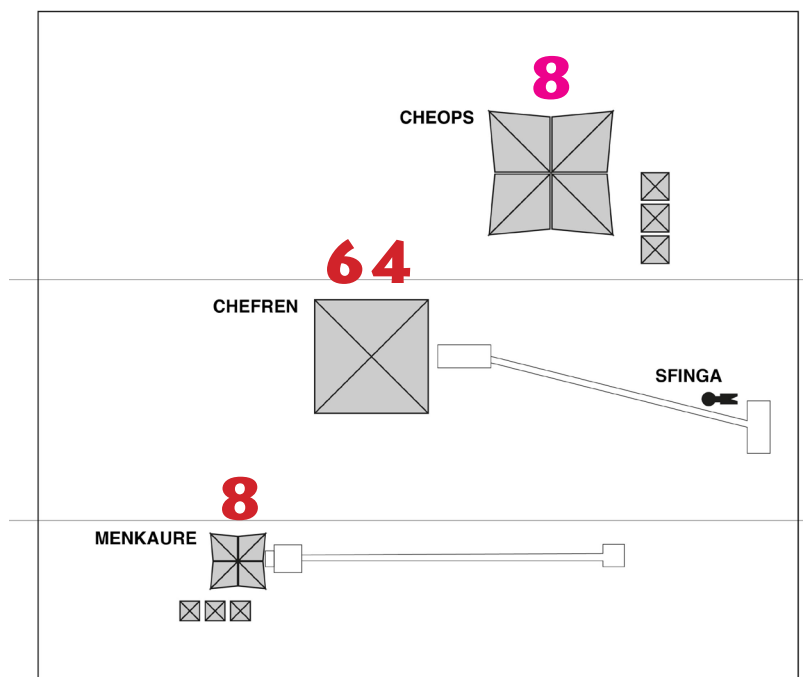 8
CHEOPS
64
CHEFREN
SFINGA
8
MENKAURE